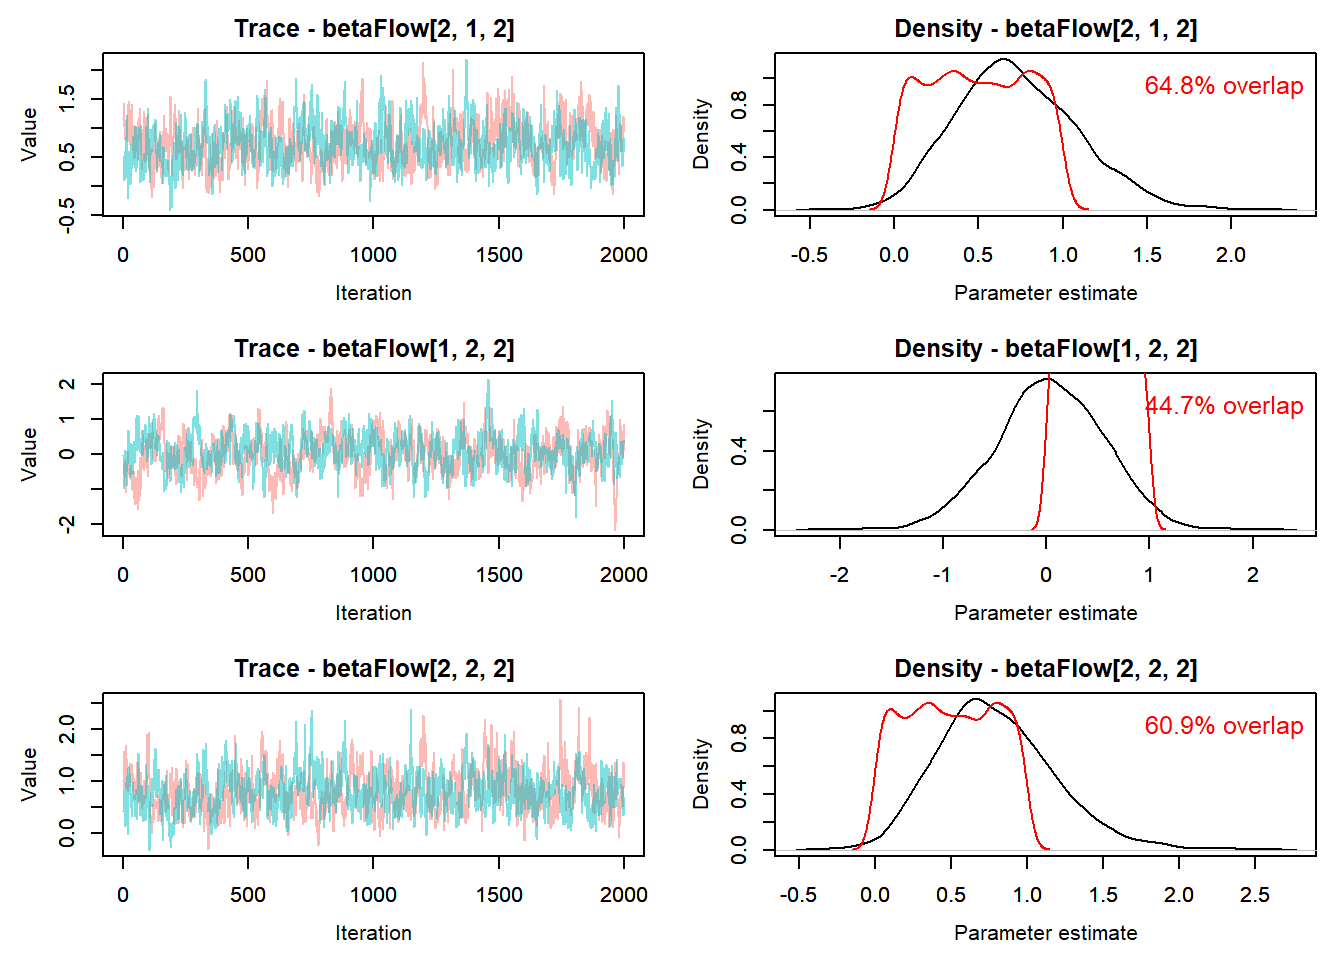 Trace - betaFlow[2, 1, 2]
Value
-0.5 0.5 1.5
0 500 1000 1500 2000
Iteration
Density - betaFlow[2, 1, 2]
64.8% overlap
Density
0.0 0.4 0.8
-0.5 0.0 0.5 1.0 1.5 2.0
Parameter estimate
Trace - betaFlow[1, 2, 2]
Value
-2 0 1 2
0 500 1000 1500 2000
Iteration
Density - betaFlow[1, 2, 2]
44.7% overlap
Density
0.0 0.4
-2 -1 0 1 2
Parameter estimate
Trace - betaFlow[2, 2, 2]
Value
0.0 1.0 2.0
0 500 1000 1500 2000
Iteration
Density - betaFlow[2, 2, 2]
60.9% overlap
Density
0.0 0.4 0.8
-0.5 0.0 0.5 1.0 1.5 2.0 2.5
Parameter estimate